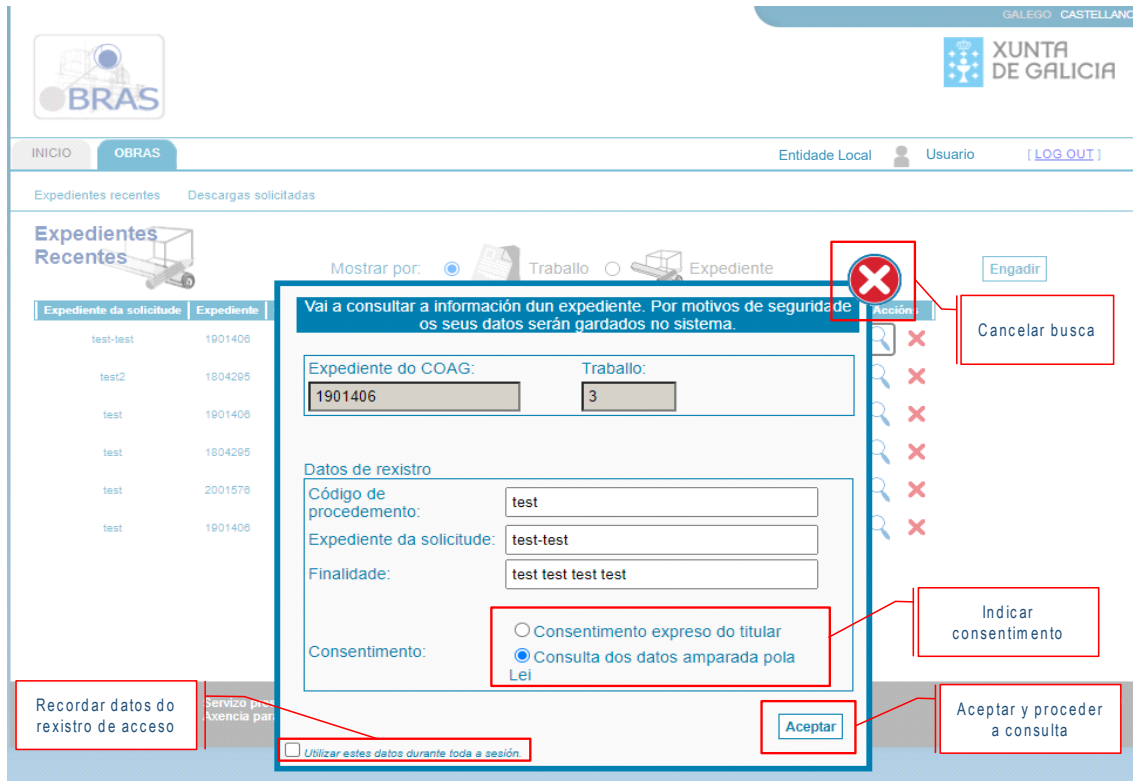 GALEGO CASTELLANO
OBRAS
XUNTA
DE GALICIA
INICIO OBRAS Entidade Local Usuario [ LOG OUT ]
Expedientes recentes Descargas solicitadas
Expedientes
Recentes
Mostrar por: Traballo Expediente
Engadir
Expediente da solicitude Expediente Accións
Vai a consultar a información dun expediente. Por motivos de seguridade
os seus datos serán gardados no sistema.
Cancelar busca
test-test 1901406
test2 1804295
test 1901406
test 1804295
test 2001576
test 1901406
Expediente do COAG: Traballo:
1901406 3
Datos de rexistro
Código de
procedemento:
test
Expediente da solicitude: test-test
Finalidade: test test test test
Consentimento:
Consentimento expreso do titular
Consulta dos datos amparada pola
Lei
Indicar
consentimento
Recordar datos do
rexistro de acceso
Servizo
Axencia
Aceptar
Aceptar y proceder
a consulta
Utilizar estes datos durante toda a sesión.